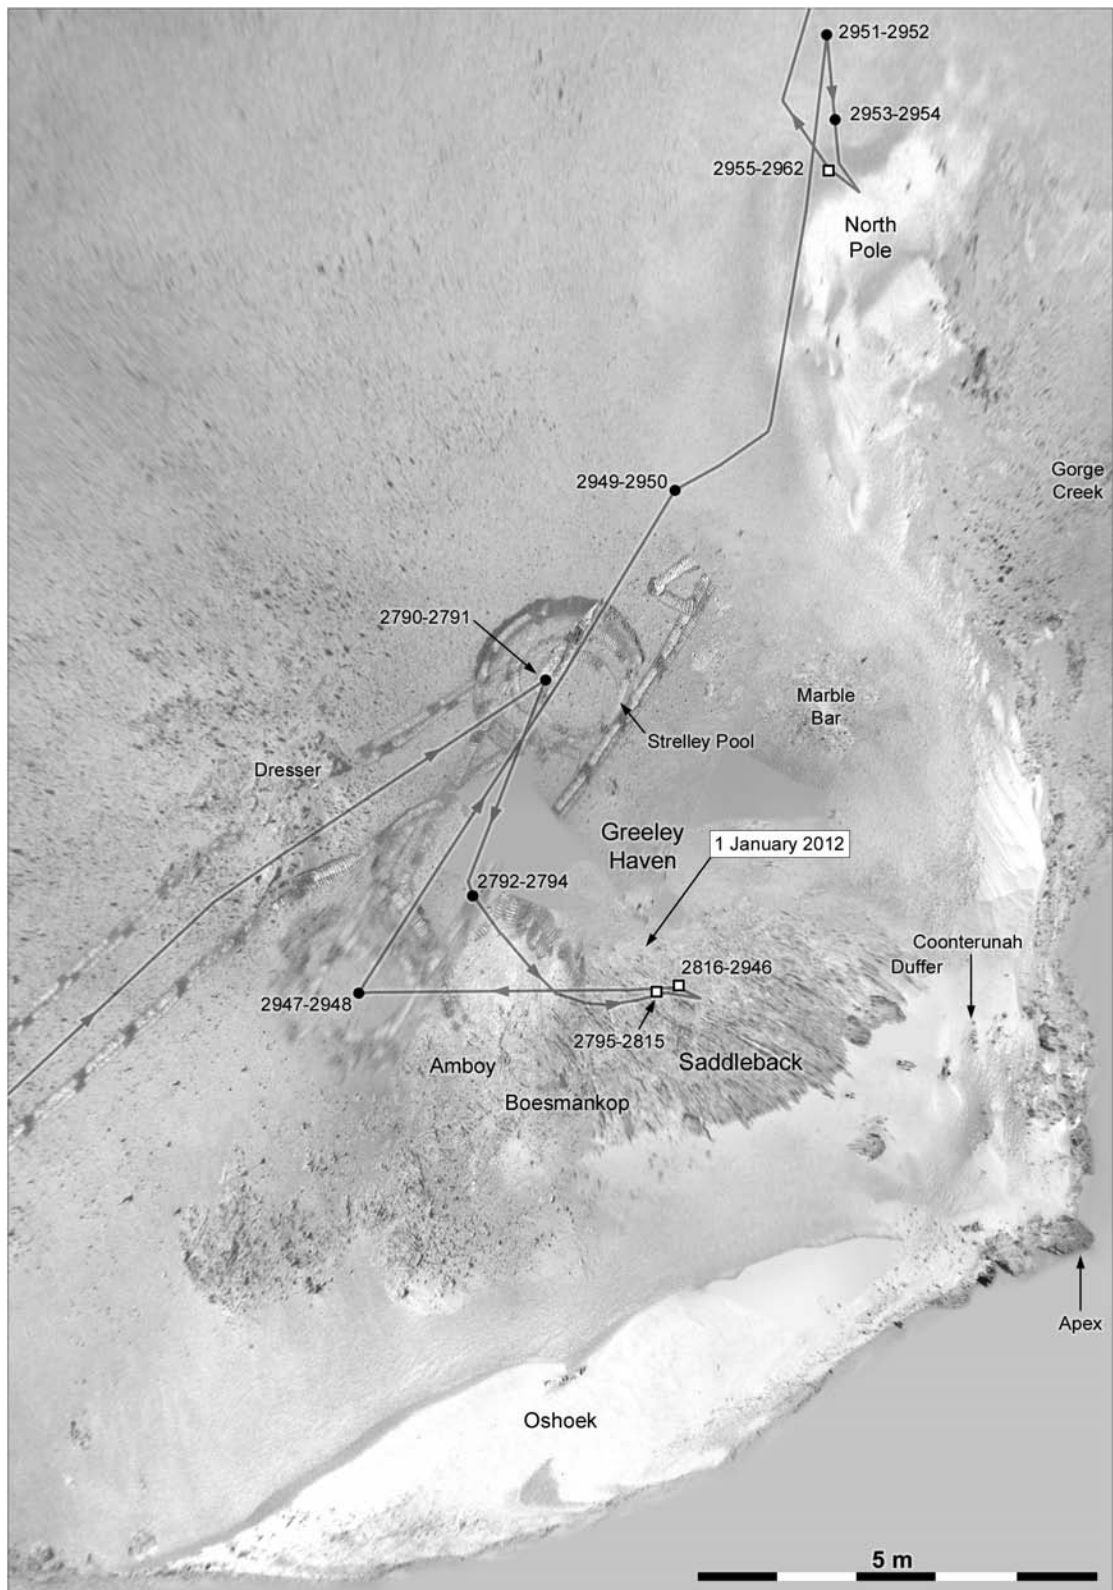 2951-2952
2953-2954
2955-2962
North
Pole
Gorge
Creek
2949-2950
2790-2791
Marble
Bar
Strelley Pool
Dresser
Greeley
Haven
1 January 2012
2792-2794
Coonterunah
Duffer
2816-2946
2947-2948
2795-2815
Amboy
Saddleback
Boesmankop
Apex
Oshoek
5 m